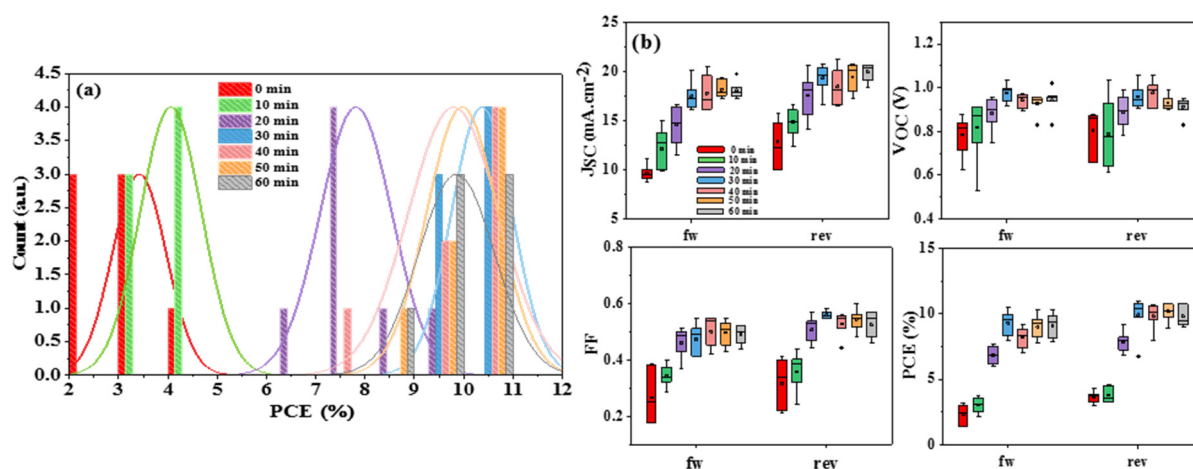 (a)
0 min
10 min
20 min
30 min
40 min
50 min
60 min
Count (a.u.)
4.5
4.0
3.5
3.0
2.5
2.0
1.5
1.0
0.5
0.0
2 3 4 5 6 7 8 9 10 11 12
PCE (%)
(b)
JSC (mA.cm-2)
25
20
15
10
5
0 min
10 min
20 min
30 min
40 min
50 min
60 min
fw rev
VOC (V)
1.2
1.0
0.8
0.6
0.4
fw rev
FF
0.8
0.6
0.4
0.2
0.1
fw rev
PCE (%)
15
10
5
0
fw rev